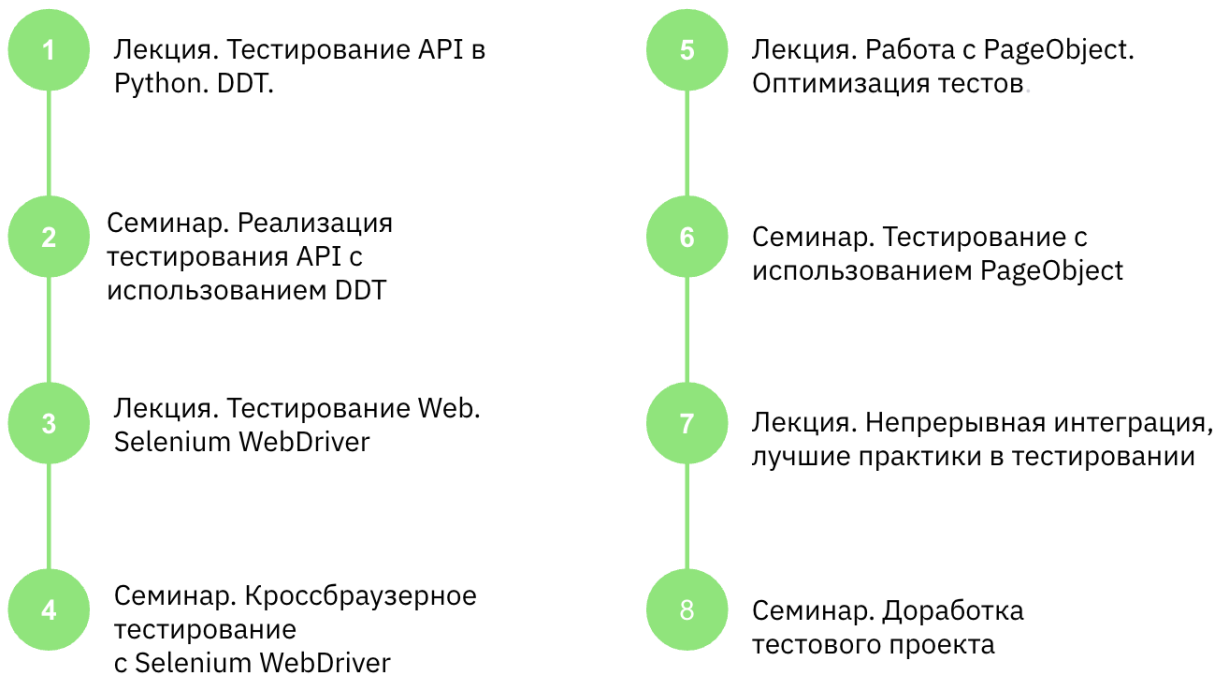 1
Лекция. Тестирование API в
Python. DDT.
2
Семинар. Реализация
тестирования API с
использованием DDT
3
Лекция. Тестирование Web.
Selenium WebDriver
4
Семинар. Кроссбраузерное
тестирование
с Selenium WebDriver
5
Лекция. Работа с PageObject.
Оптимизация тестов.
6
Семинар. Тестирование с
использованием PageObject
7
Лекция. Непрерывная интеграция,
лучшие практики в тестировании
8
Семинар. Доработка
тестового проекта